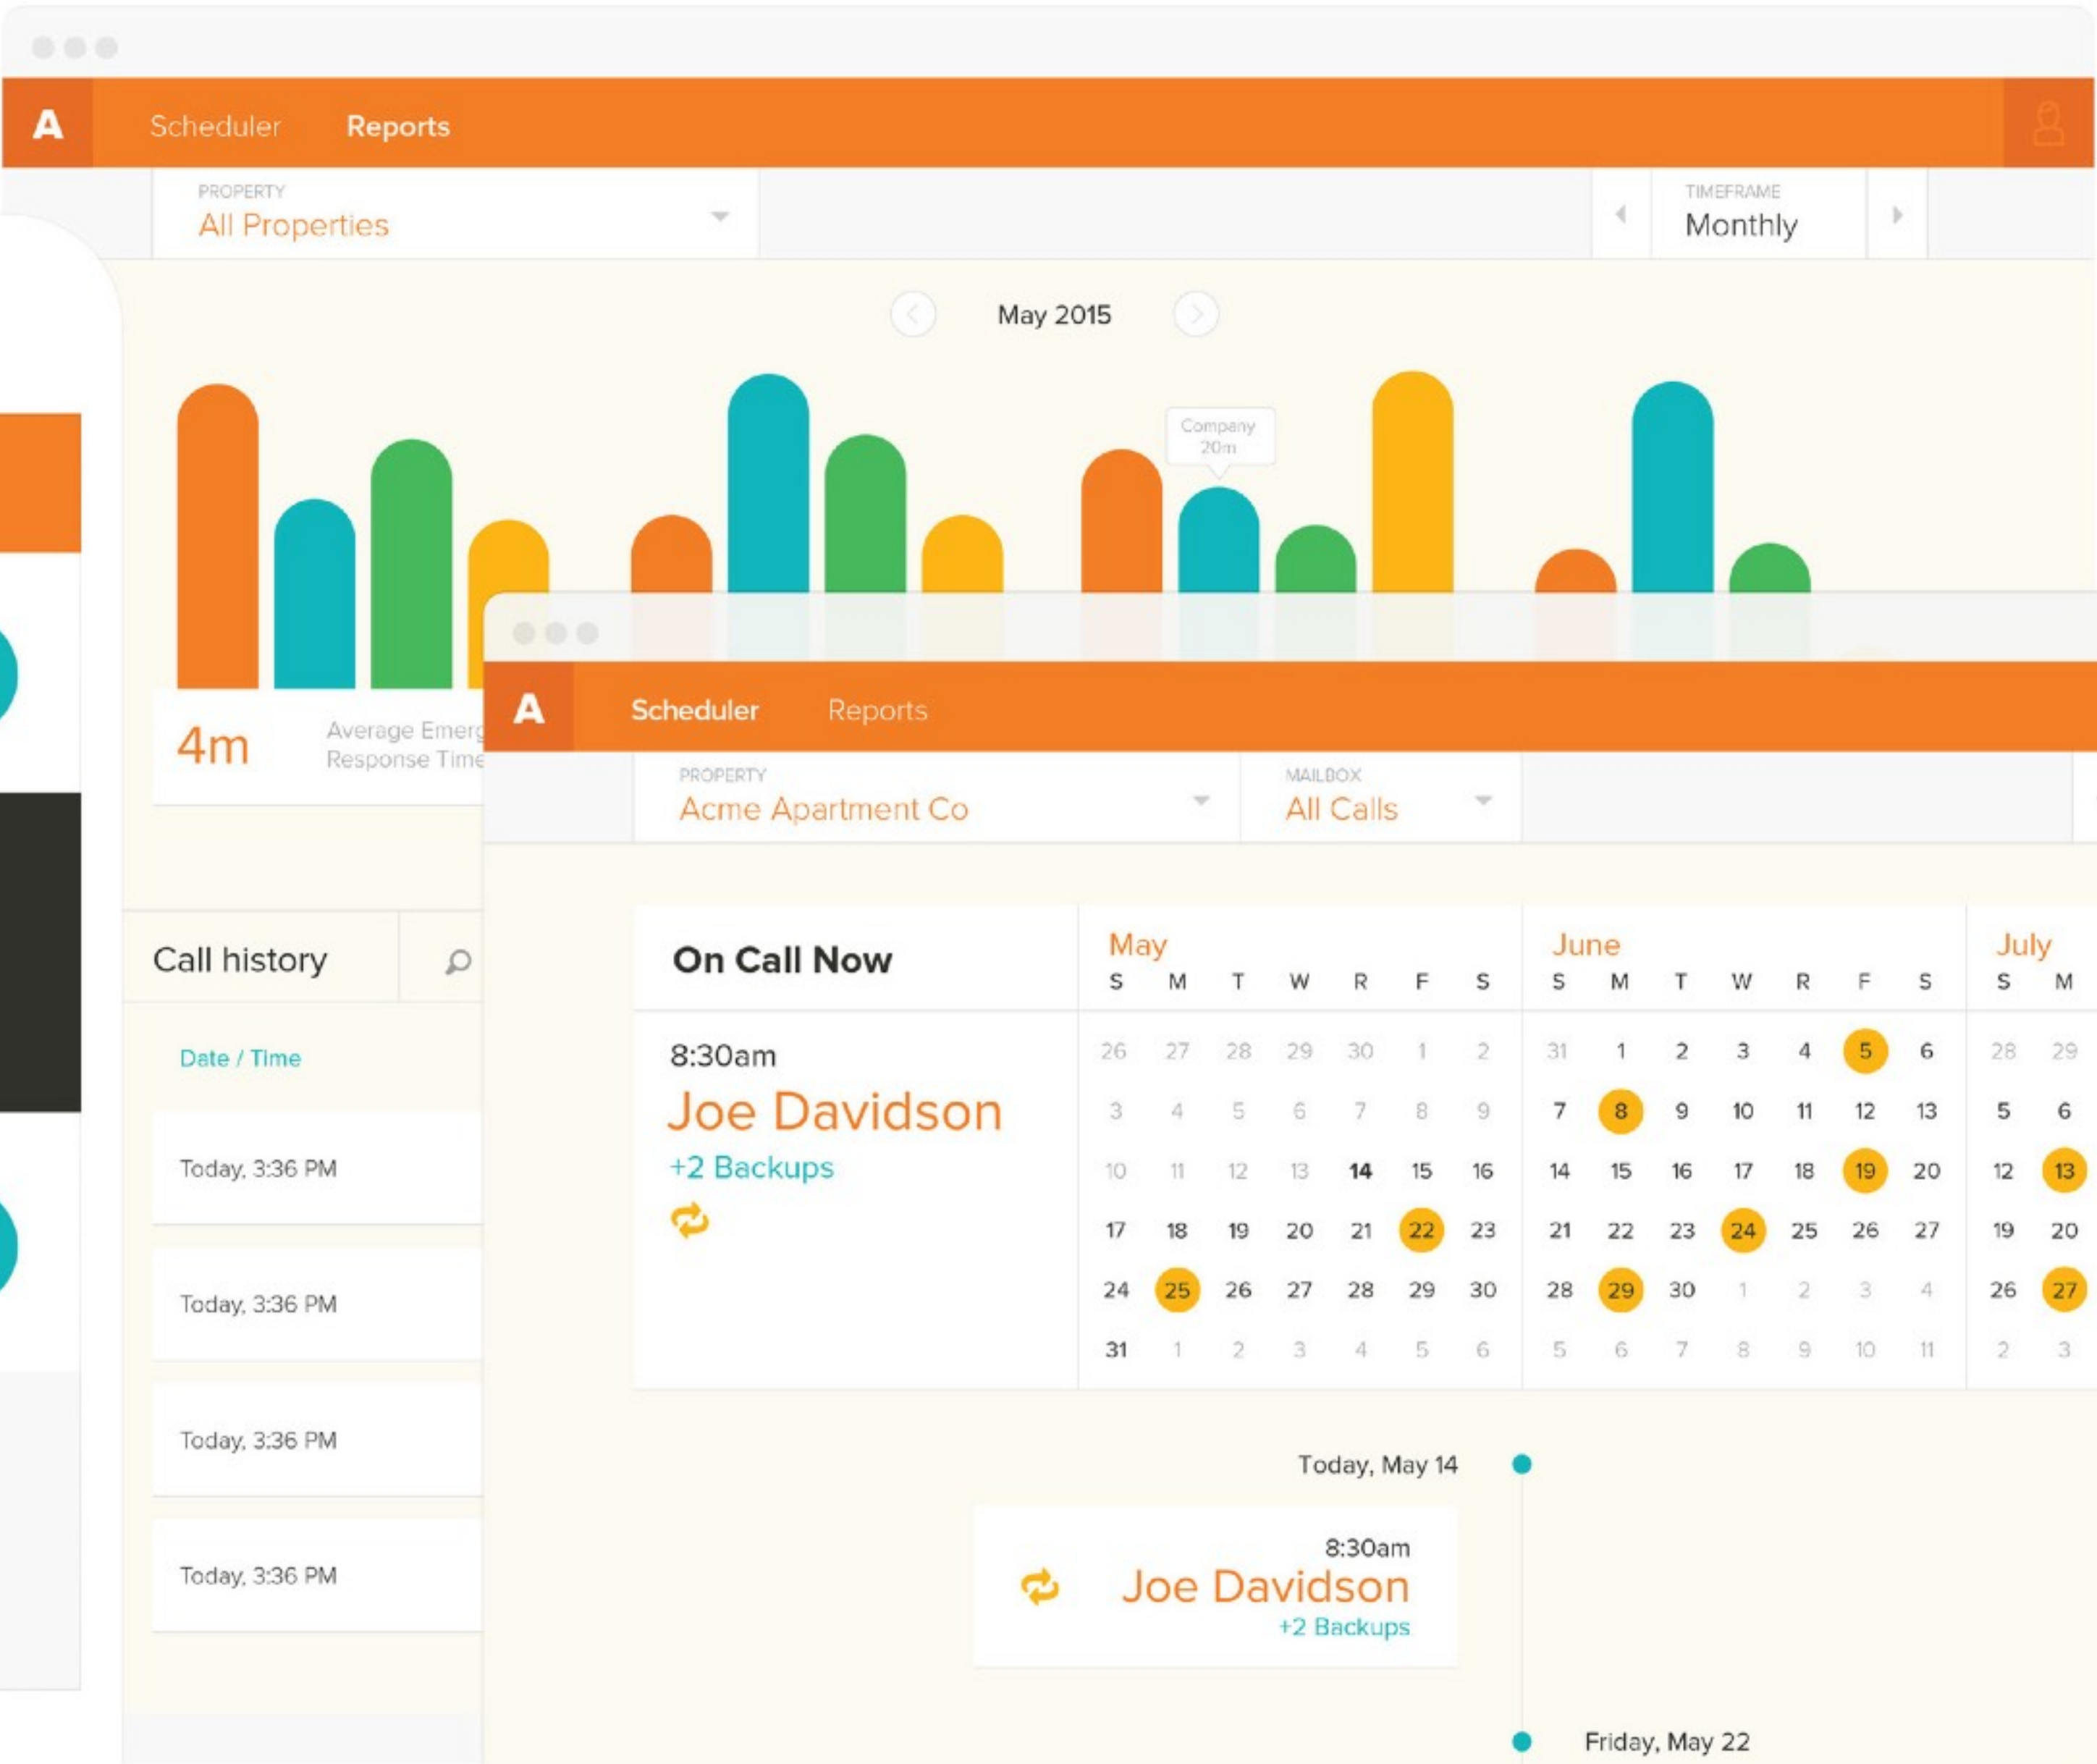 A Scheduler Reports
PROPERTY
All Properties
TIMEFRAME
Monthly
May 2015
Company
20m
4m
Average Emerg
Response Time
Call history
Date / Time
Today, 3:36 PM
Today, 3:36 PM
Today, 3:36 PM
Today, 3:36 PM
A Scheduler Reports
PROPERTY
Acme Apartment Co
MAILBOX
All Calls
On Call Now
8:30am
Joe Davidson
+2 Backups
May
S M T W R F S
26 27 28 29 30 1 2
3 4 5 6 7 8 9
10 11 12 13 14 15 16
17 18 19 20 21 22 23
24 25 26 27 28 29 30
31 1 2 3 4 5 6
June
S M T W R F S
31 1 2 3 4 5 6
7 8 9 10 11 12 13
14 15 16 17 18 19 20
21 22 23 24 25 26 27
28 29 30 1 2 3 4
5 6 7 8 9 10 11
July
S M
28 29
5 6
12 13
19 20
26 27
2 3
Today, May 14
8:30am
Joe Davidson
+2 Backups
Friday, May 22